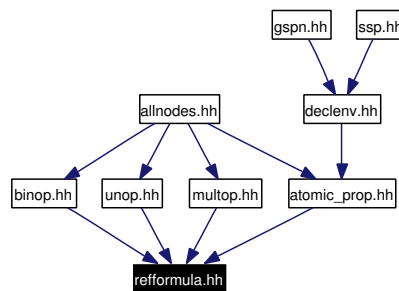 gspn.hh ssp.hh
allnodes.hh declenv.hh
binop.hh unop.hh multop.hh atomic_prop.hh
refformula.hh